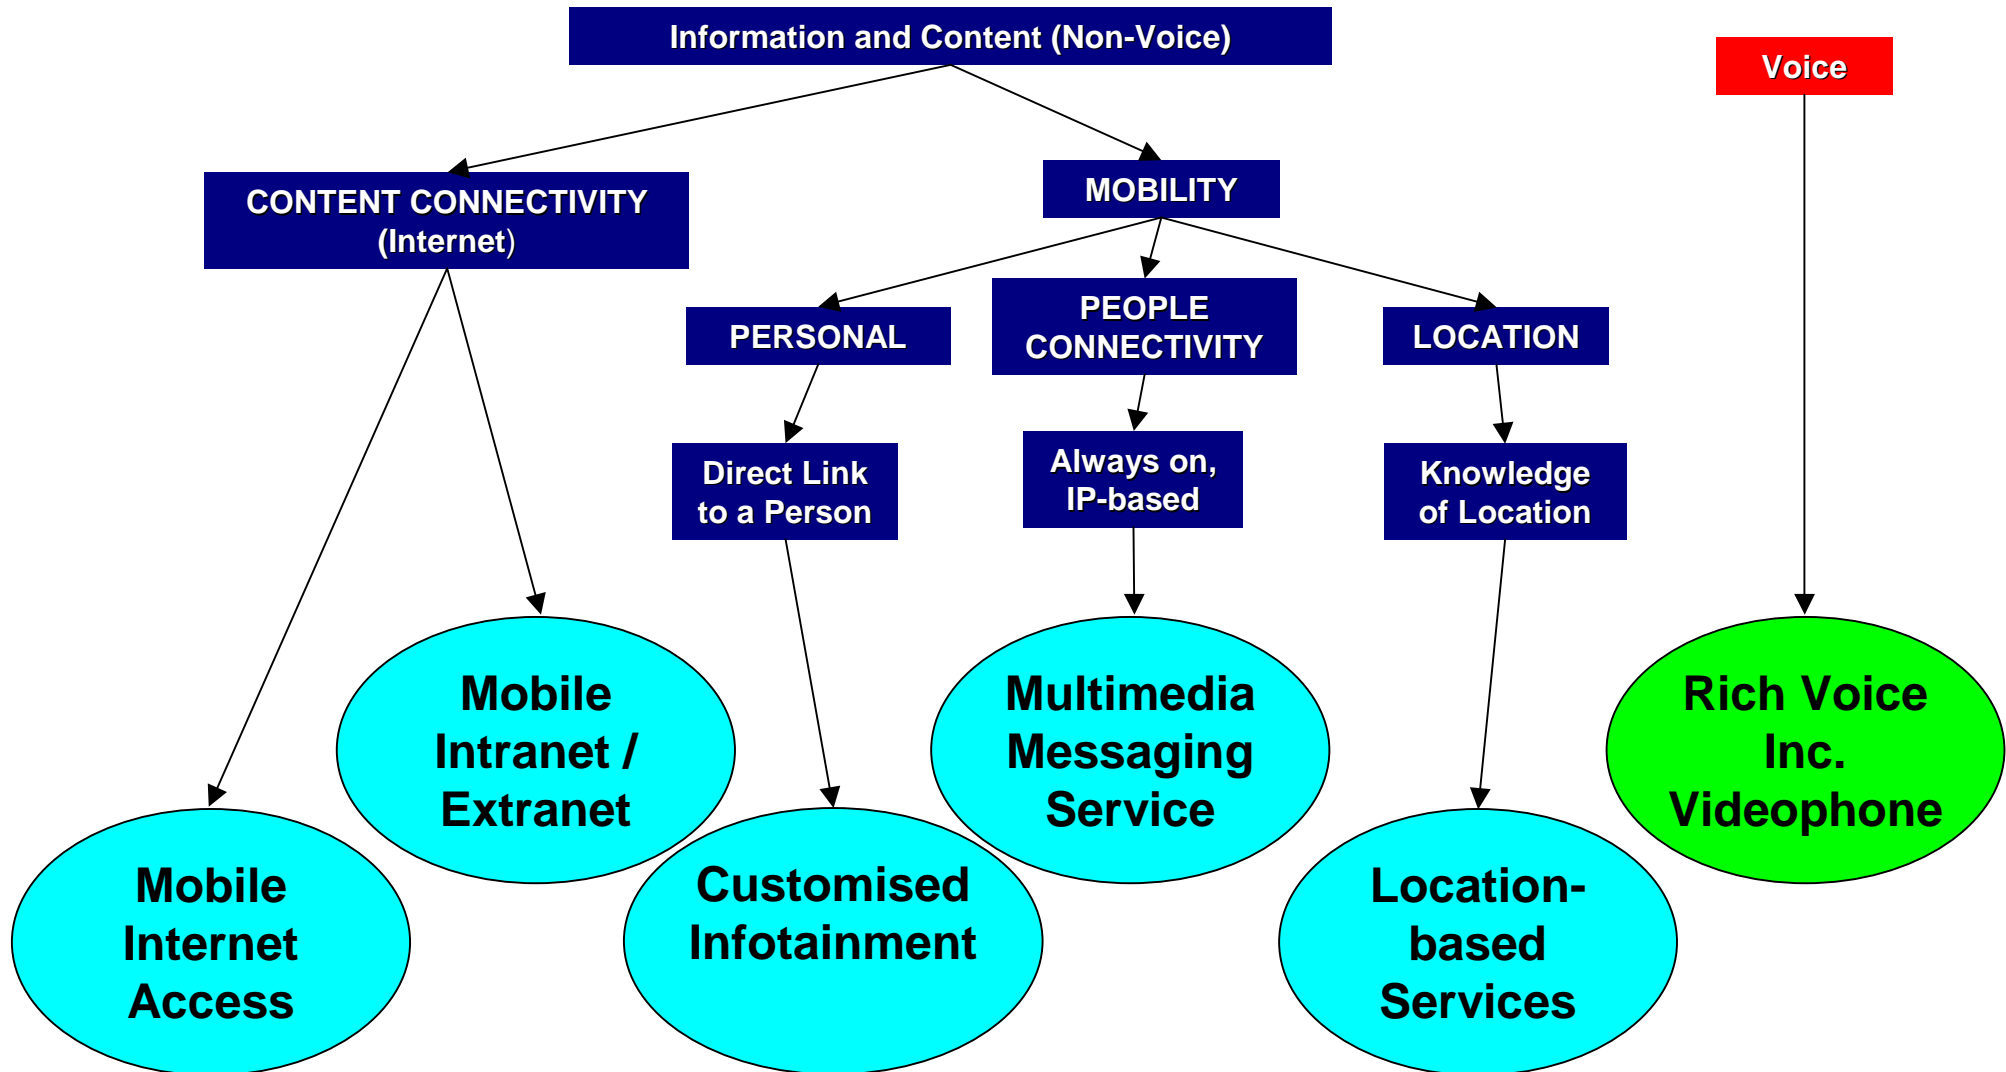 Information and Content (Non-Voice)
Voice
CONTENT CONNECTIVITY
(Internet)
MOBILITY
PERSONAL
PEOPLE
CONNECTIVITY
LOCATION
Direct Link
to a Person
Always on,
IP-based
Knowledge
of Location
Mobile
Intranet /
Extranet
Multimedia
Messaging
Service
Rich Voice
Inc.
Videophone
Mobile
Internet
Access
Customised
Infotainment
Location-
based
Services